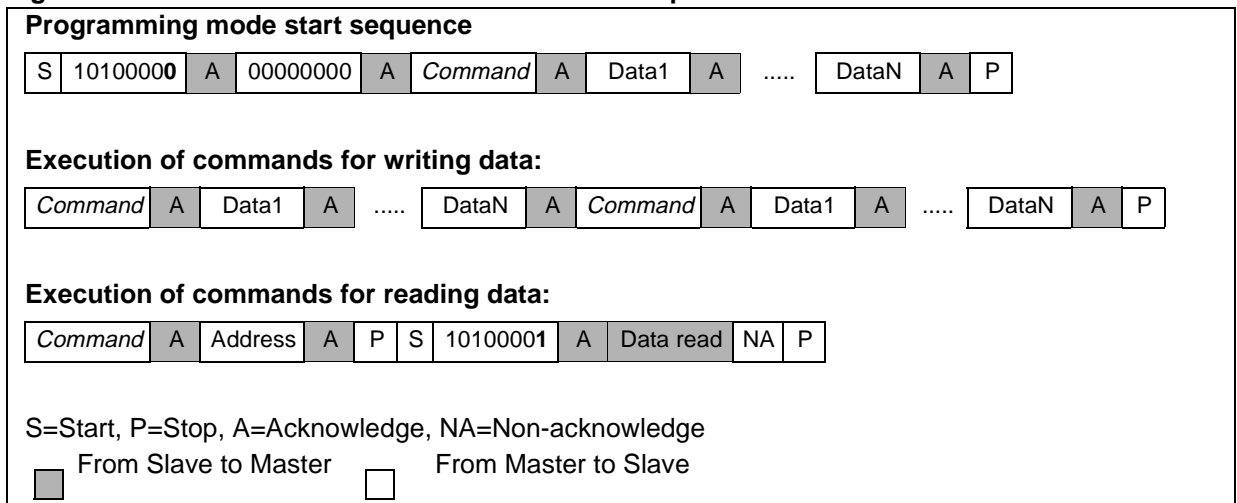 Programming mode start sequence
S 10100000 A 00000000 A Command A Data1 A ..... DataN A P
Execution of commands for writing data:
Command A Data1 A ..... DataN A Command A Data1 A ..... DataN A P
Execution of commands for reading data:
Command A Address A P S 10100001 A Data read NA P
S=Start, P=Stop, A=Acknowledge, NA=Non-acknowledge
From Slave to Master From Master to Slave